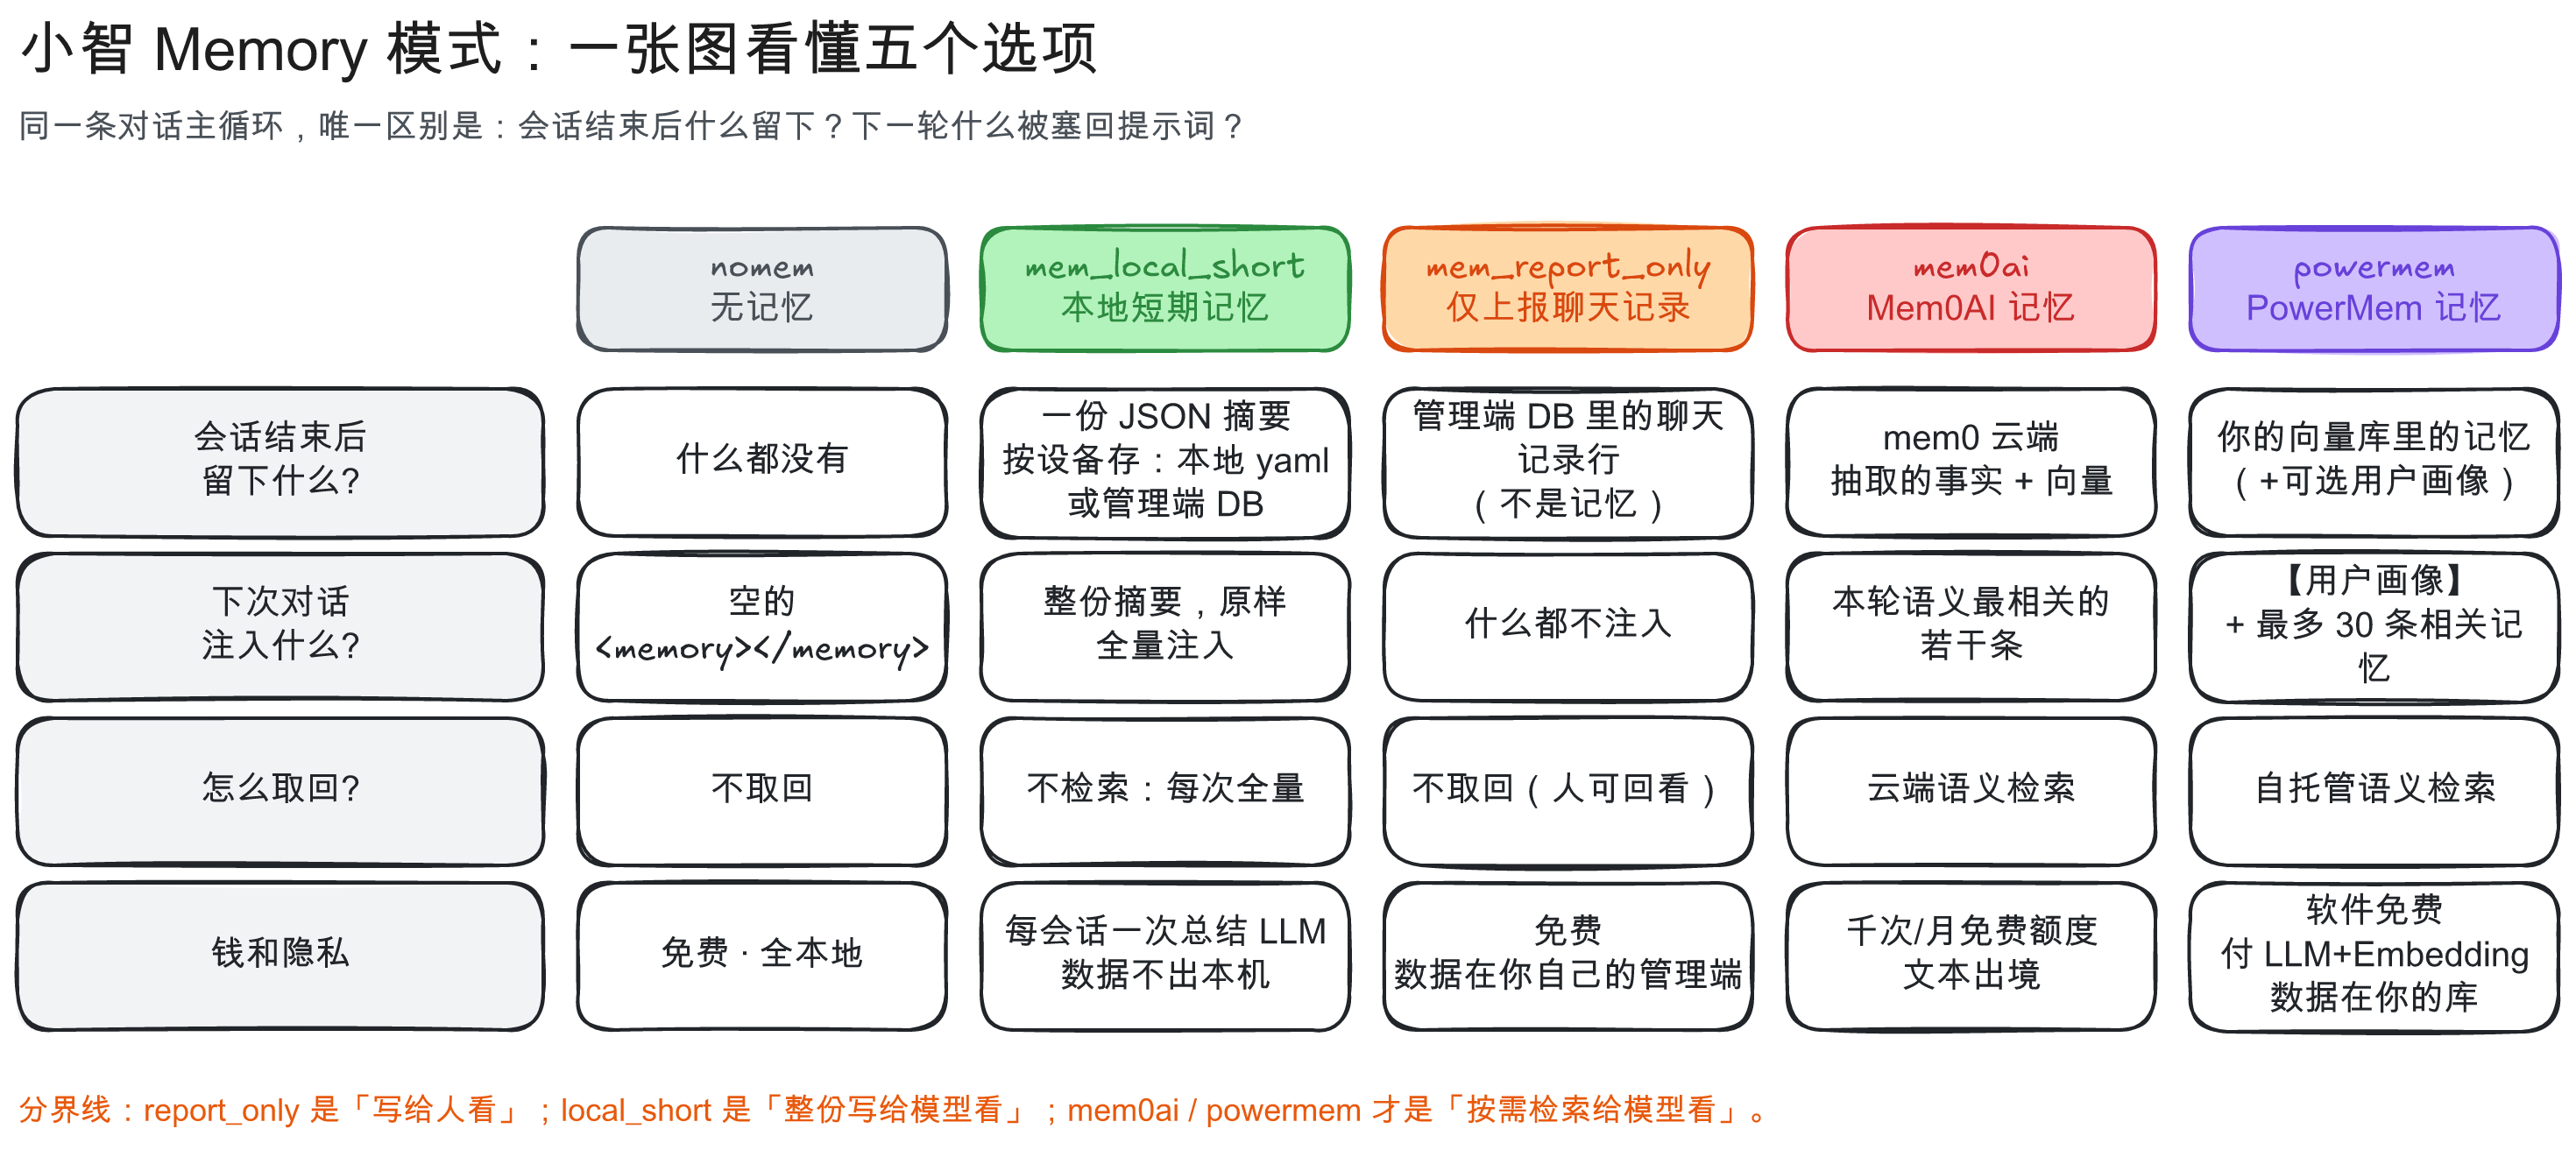 小智 Memory 模式：一张图看懂五个选项
同一条对话主循环，唯一区别是：会话结束后什么留下？下一轮什么被塞回提示词？
nomem
无记忆
mem_local_short
本地短期记忆
mem_report_only
仅上报聊天记录
mem0ai
Mem0AI 记忆
powermem
PowerMem 记忆
会话结束后
留下什么?
什么都没有
一份 JSON 摘要
按设备存：本地 yaml
或管理端 DB
管理端 DB 里的聊天
记录行
（不是记忆）
mem0 云端
抽取的事实 + 向量
你的向量库里的记忆
（+可选用户画像）
下次对话
注入什么?
空的
<memory></memory>
整份摘要，原样
全量注入
什么都不注入
本轮语义最相关的
若干条
【用户画像】
+ 最多 30 条相关记
忆
怎么取回?
不取回
不检索：每次全量
不取回（人可回看）
云端语义检索
自托管语义检索
钱和隐私
免费 · 全本地
每会话一次总结 LLM
数据不出本机
免费
数据在你自己的管理端
千次/月免费额度
文本出境
软件免费
付 LLM+Embedding
数据在你的库
分界线：report_only 是「写给人看」；local_short 是「整份写给模型看」；mem0ai / powermem 才是「按需检索给模型看」。